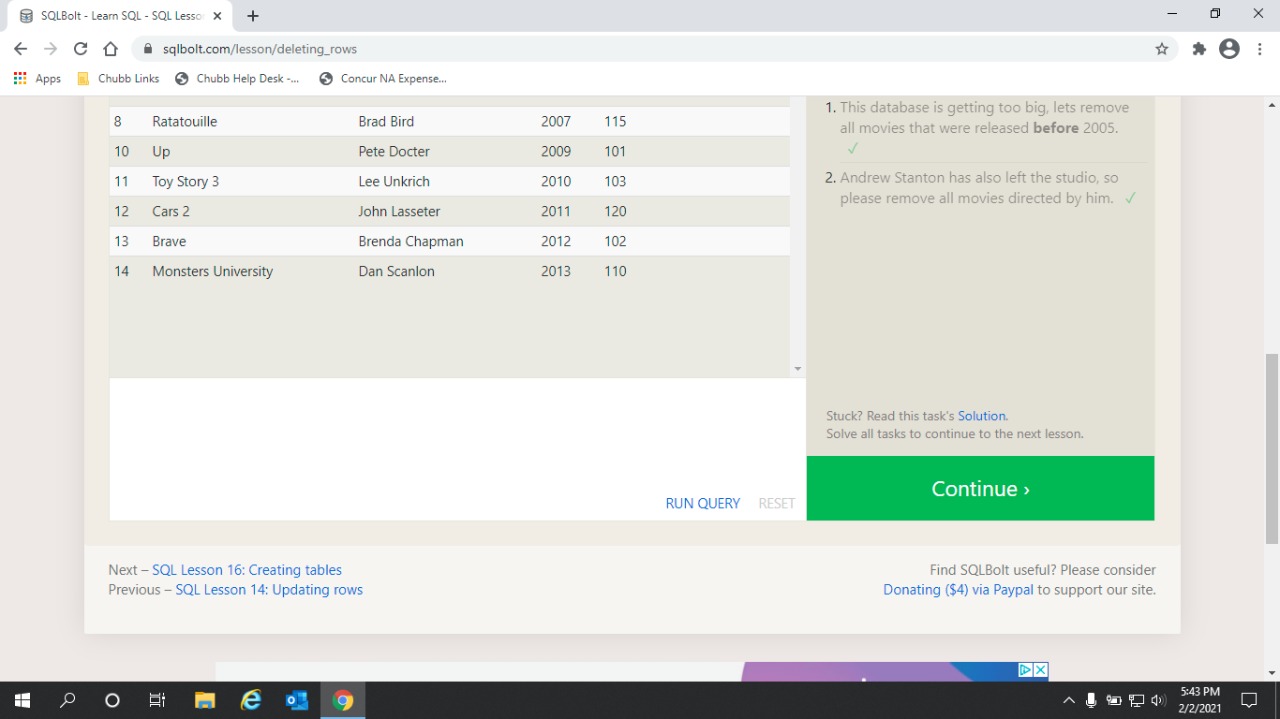 SQLBolt - Learn SQL - SQL Lesso
sqlbolt.com/lesson/deleting_rows
Apps Chubb Links Chubb Help Desk -... Concur NA Expense...
8 Ratatouille Brad Bird 2007 115
10 Up Pete Docter 2009 101
11 Toy Story 3 Lee Unkrich 2010 103
12 Cars 2 John Lasseter 2011 120
13 Brave Brenda Chapman 2012 102
14 Monsters University Dan Scanlon 2013 110
RUN QUERY RESET
1. This database is getting too big, lets remove
all movies that were released before 2005.
✓
2. Andrew Stanton has also left the studio, so
please remove all movies directed by him. ✓
Stuck? Read this task's Solution.
Solve all tasks to continue to the next lesson.
Continue ›
Next – SQL Lesson 16: Creating tables
Previous – SQL Lesson 14: Updating rows
Find SQLBolt useful? Please consider
Donating ($4) via Paypal to support our site.
5:43 PM
2/2/2021